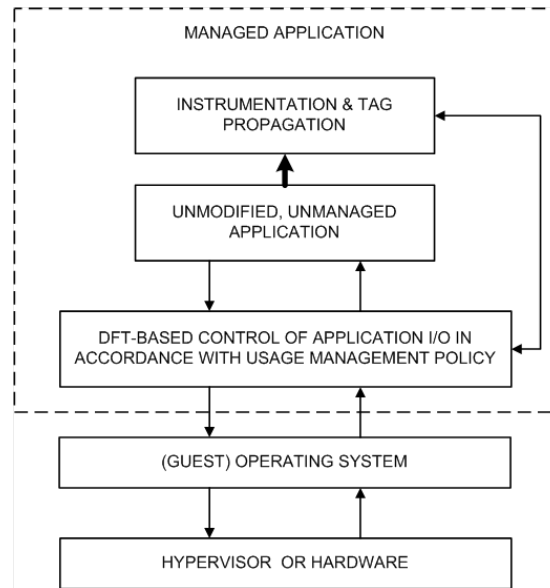 MANAGED APPLICATION
INSTRUMENTATION & TAG
PROPAGATION
UNMODIFIED, UNMANAGED
APPLICATION
DFT-BASED CONTROL OF APPLICATION I/O IN
ACCORDANCE WITH USAGE MANAGEMENT POLICY
(GUEST) OPERATING SYSTEM
HYPERVISOR OR HARDWARE